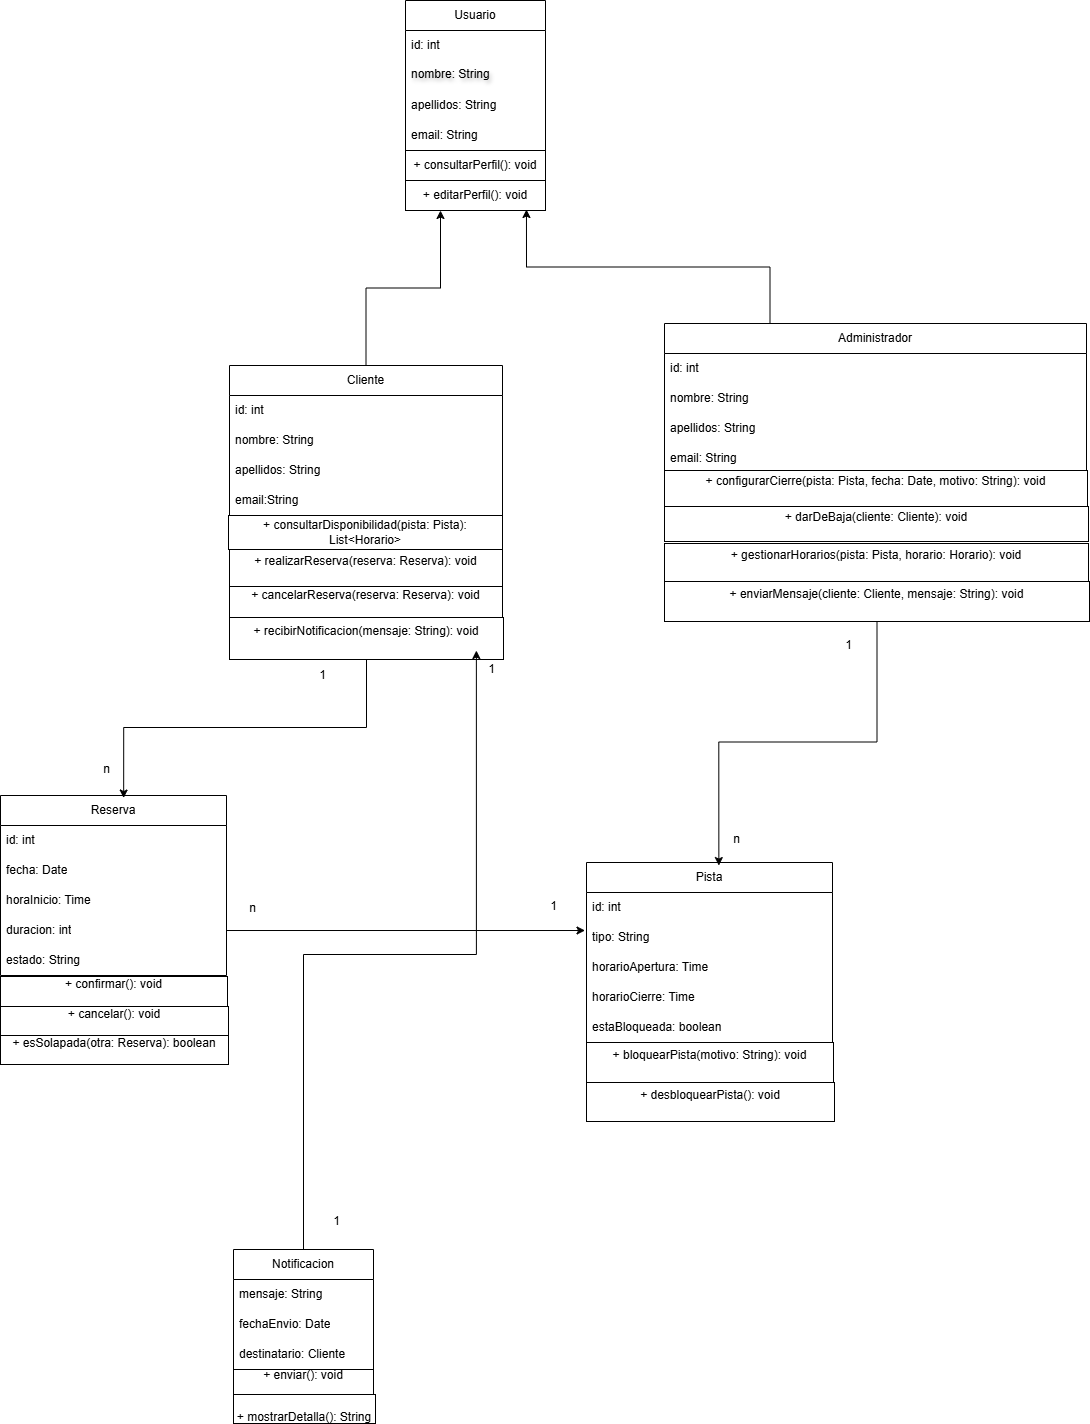 Usuario
id: int
nombre: String
apellidos: String
email: String
+ consultarPerfil(): void
+ editarPerfil(): void
Administrador
id: int
nombre: String
apellidos: String
email: String
+ configurarCierre(pista: Pista, fecha: Date, motivo: String): void
+ darDeBaja(cliente: Cliente): void
+ gestionarHorarios(pista: Pista, horario: Horario): void
+ enviarMensaje(cliente: Cliente, mensaje: String): void
Cliente
id: int
nombre: String
apellidos: String
email:String
+ consultarDisponibilidad(pista: Pista):
List<Horario>
+ realizarReserva(reserva: Reserva): void
+ cancelarReserva(reserva: Reserva): void
+ recibirNotificacion(mensaje: String): void
1
1
1
n
n
Reserva
id: int
fecha: Date
horaInicio: Time
duracion: int
estado: String
+ confirmar(): void
+ cancelar(): void
+ esSolapada(otra: Reserva): boolean
n
1
Pista
id: int
tipo: String
horarioApertura: Time
horarioCierre: Time
estaBloqueada: boolean
+ bloquearPista(motivo: String): void
+ desbloquearPista(): void
1
Notificacion
mensaje: String
fechaEnvio: Date
destinatario: Cliente
+ enviar(): void
+ mostrarDetalla(): String